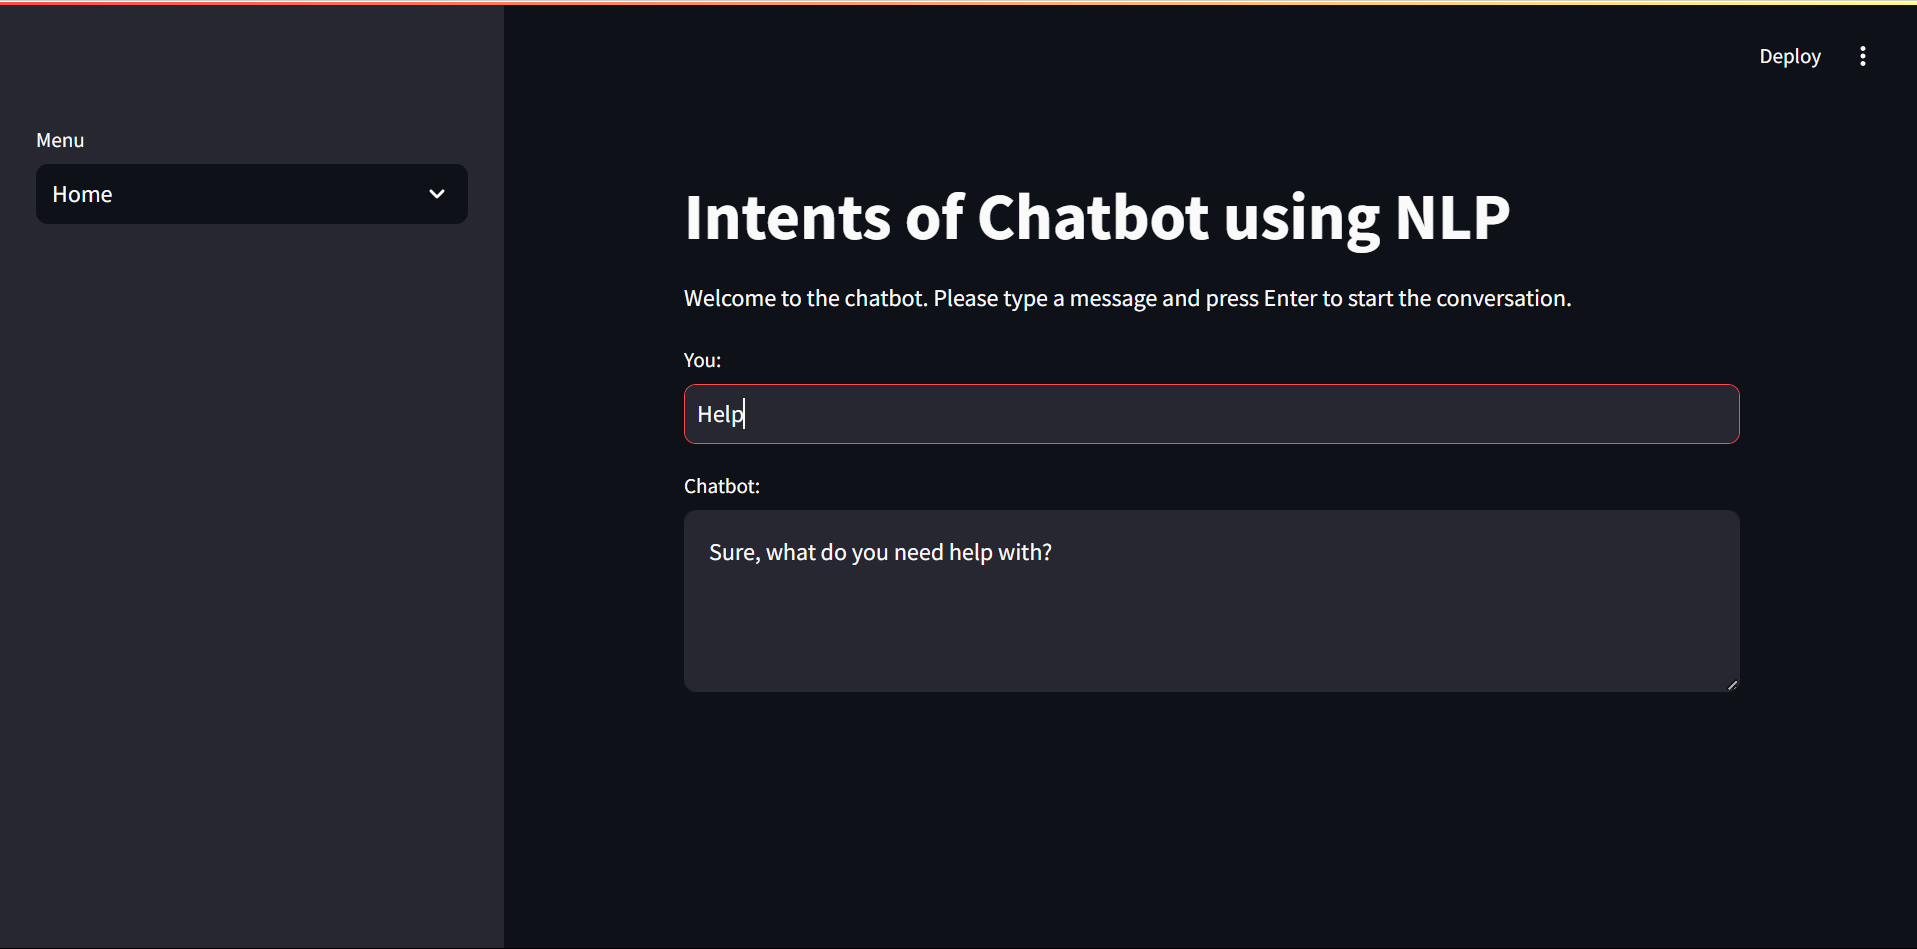 Deploy
Menu
Home
Intents of Chatbot using NLP
Welcome to the chatbot. Please type a message and press Enter to start the conversation.
You:
Help
Chatbot:
Sure, what do you need help with?